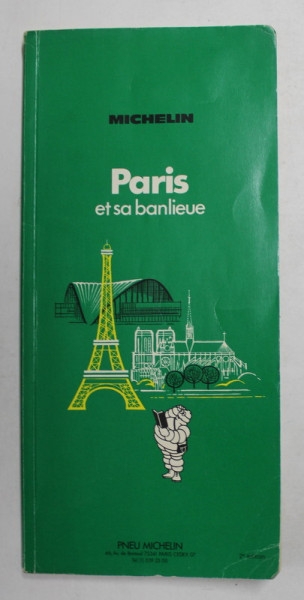 MICHELIN
Paris
et sa banlieue
PNEU MICHELIN